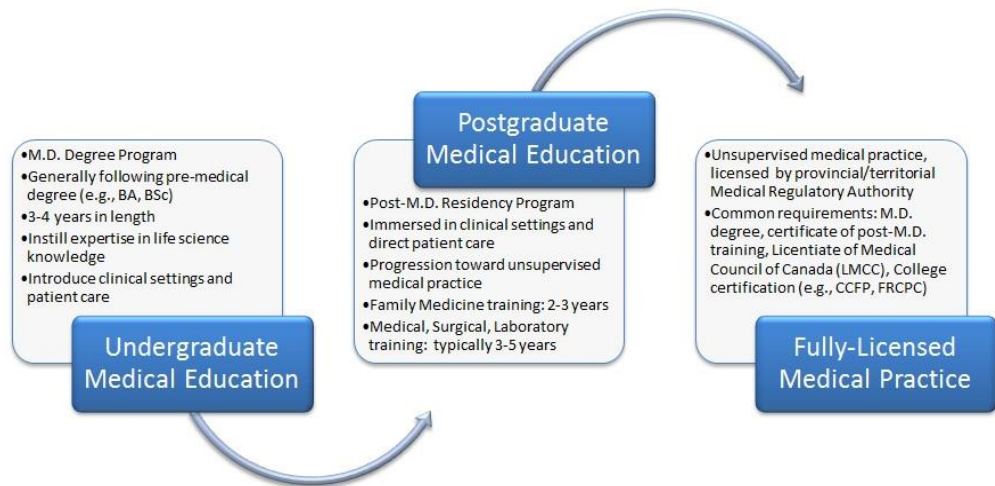 •M.D. Degree Program
•Generally following pre-medical
degree (e.g., BA, BSc)
•3-4 years in length
•Instill expertise in life science
knowledge
•Introduce clinical settings and
patient care
Undergraduate
Medical Education
Postgraduate
Medical Education
•Post-M.D. Residency Program
•Immersed in clinical settings and
direct patient care
•Progression toward unsupervised
medical practice
•Family Medicine training: 2-3 years
•Medical, Surgical, Laboratory
training: typically 3-5 years
•Unsupervised medical practice,
licensed by provincial/territorial
Medical Regulatory Authority
•Common requirements: M.D.
degree, certificate of post-M.D.
training, Licentiate of Medical
Council of Canada (LMCC), College
certification (e.g., CCFP, FRCPC)
Fully-Licensed
Medical Practice